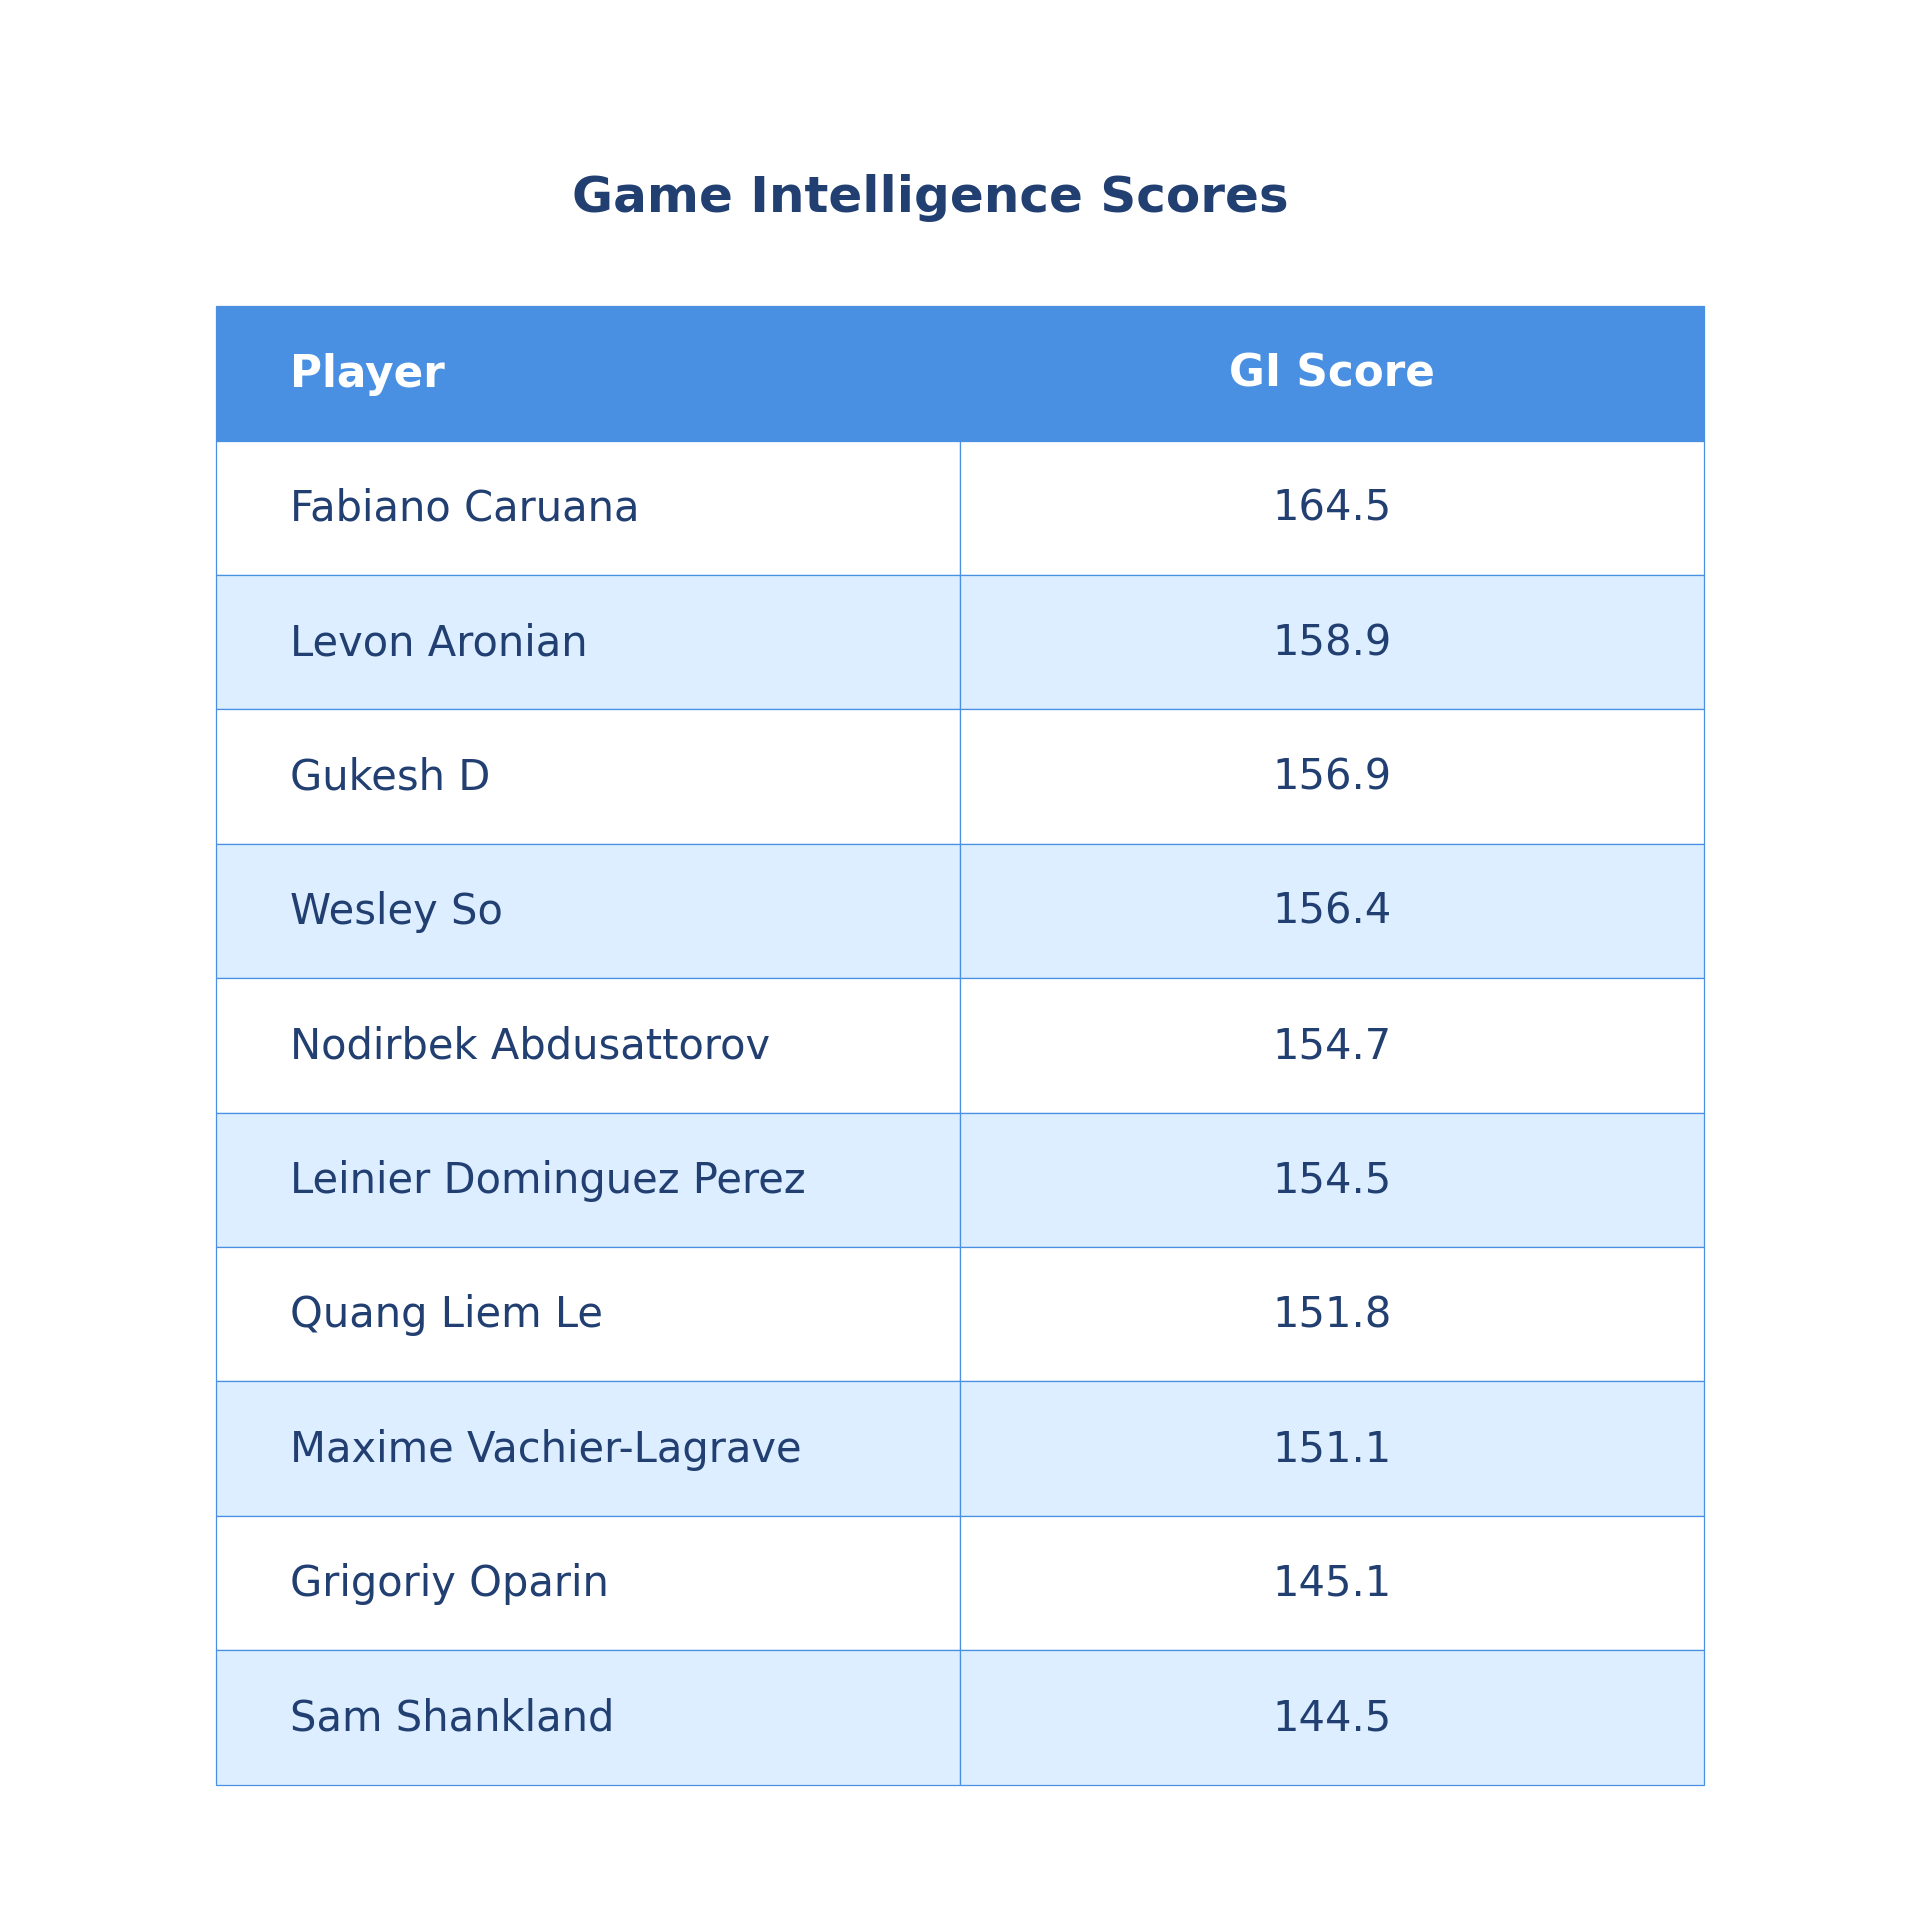 Game Intelligence Scores
Player GI Score
Fabiano Caruana 164.5
Levon Aronian 158.9
Gukesh D 156.9
Wesley So 156.4
Nodirbek Abdusattorov 154.7
Leinier Dominguez Perez 154.5
Quang Liem Le 151.8
Maxime Vachier-Lagrave 151.1
Grigoriy Oparin 145.1
Sam Shankland 144.5